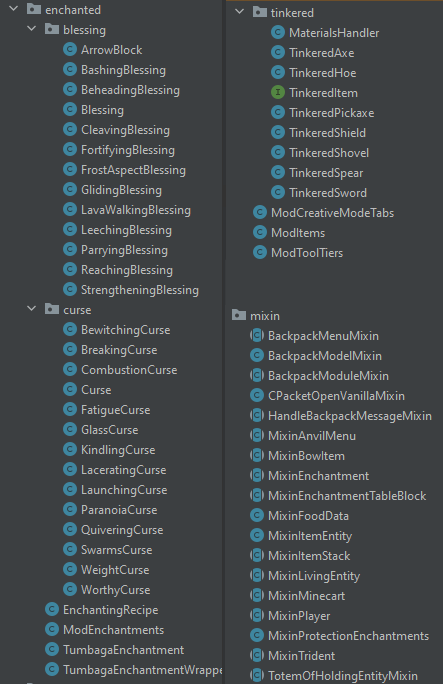 enchanted
blessing
ArrowBlock
BashingBlessing
BeheadingBlessing
Blessing
CleavingBlessing
FortifyingBlessing
FrostAspectBlessing
GlidingBlessing
LavaWalkingBlessing
LeechingBlessing
ParryingBlessing
ReachingBlessing
StrengtheningBlessing
curse
BewitchingCurse
BreakingCurse
CombustionCurse
Curse
FatigueCurse
GlassCurse
KindlingCurse
LaceratingCurse
LaunchingCurse
ParanoiaCurse
QuiveringCurse
SwarmsCurse
WeightCurse
WorthyCurse
EnchantingRecipe
ModEnchantments
TumbagaEnchantment
TumbagaEnchantmentWrappe
tinkered
MaterialsHandler
TinkeredAxe
TinkeredHoe
TinkeredItem
TinkeredPickaxe
TinkeredShield
TinkeredShovel
TinkeredSpear
TinkeredSword
ModCreativeModeTabs
ModItems
ModToolTiers
mixin
BackpackMenuMixin
BackpackModelMixin
BackpackModuleMixin
CPacketOpenVanillaMixin
HandleBackpackMessageMixin
MixinAnvilMenu
MixinBowItem
MixinEnchantment
MixinEnchantmentTableBlock
MixinFoodData
MixinItemEntity
MixinItemStack
MixinLivingEntity
MixinMinecart
MixinPlayer
MixinProtectionEnchantments
MixinTrident
TotemOfHoldingEntityMixin